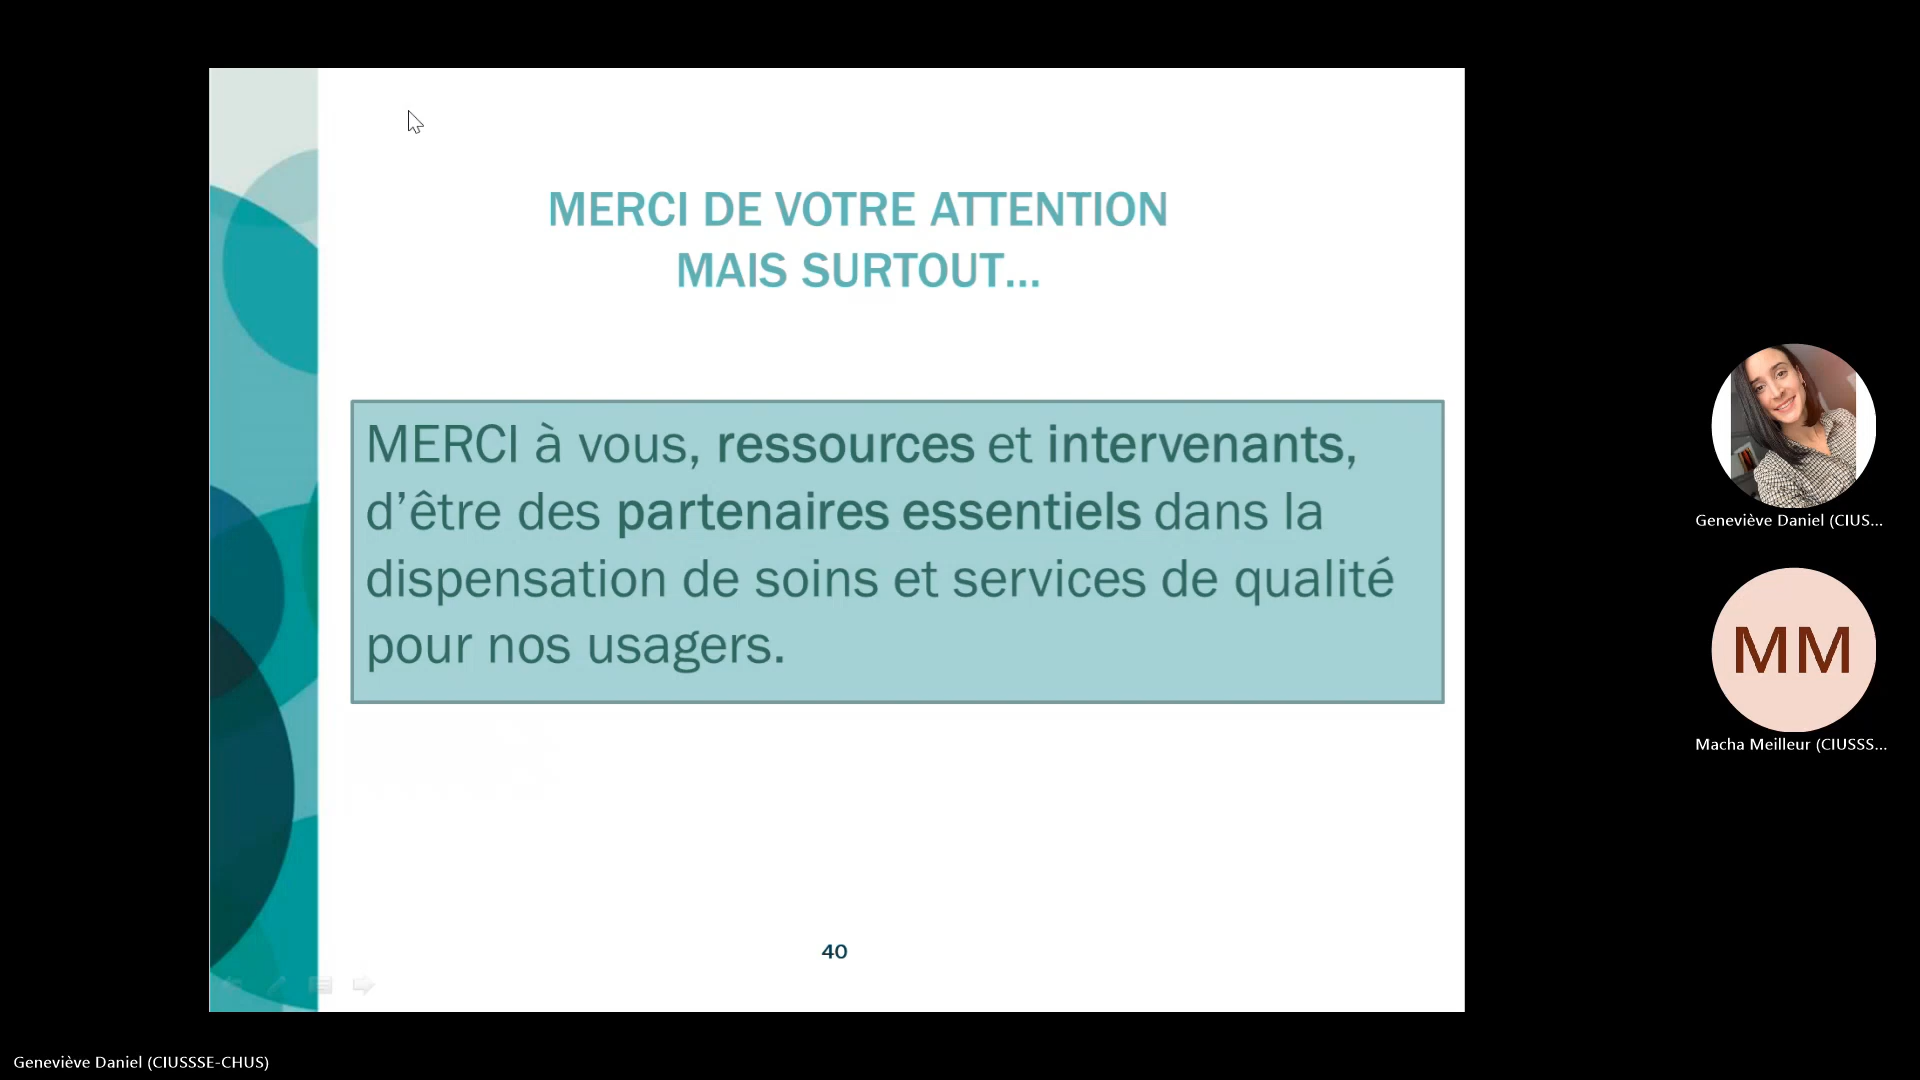 MERCI DE VOTRE ATTENTION
MAIS SURTOUT...
MERCI à vous, ressources et intervenants,
d’être des partenaires essentiels dans la
dispensation de soins et services de qualité
pour nos usagers.
40
Geneviève Daniel (CIUS...
MM
Macha Meilleur (CIUSSS...
Geneviève Daniel (CIUSSSE-CHUS)